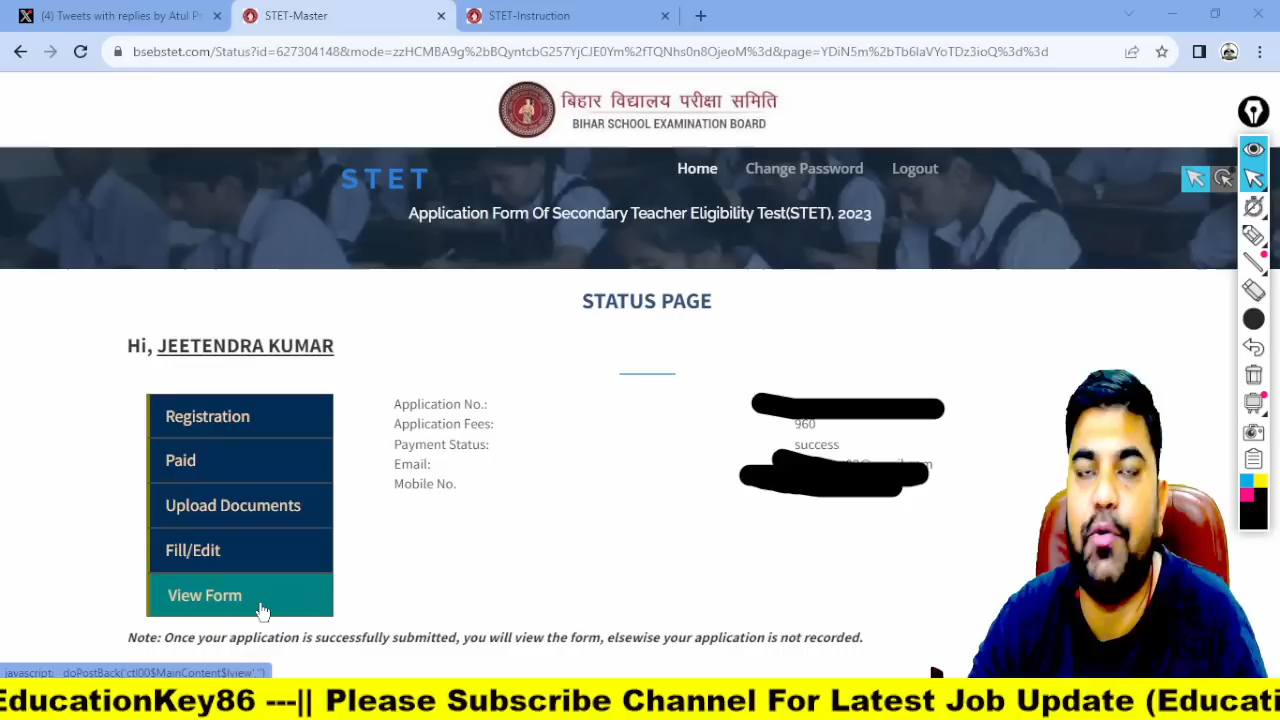 (4) Tweets with replies by Atul P
STET-Master
STET-Instruction
bsebstet.com/Status?id=627304148&mode=zzHCMBA9g%2bBQyntcbG257YjCJE0Ym%2fTQNhs0n8OjeoM%3d&page=YDiN5m%2bTb6laVYoTDz3ioQ%3d%3d
बिहार विद्यालय परीक्षा समिति
BIHAR SCHOOL EXAMINATION BOARD
STET
Home Change Password Logout
Application Form Of Secondary Teacher Eligibility Test(STET), 2023
STATUS PAGE
Hi, JEETENDRA KUMAR
Registration
Paid
Upload Documents
Fill/Edit
View Form
Application No.:
Application Fees: 960
Payment Status: success
Email:
Mobile No.
Note: Once your application is successfully submitted, you will view the form, elsewise your application is not recorded.
javascript:__doPostBack('ctl00$MainContent$lview','')
EducationKey86 ---|| Please Subscribe Channel For Latest Job Update (Educati